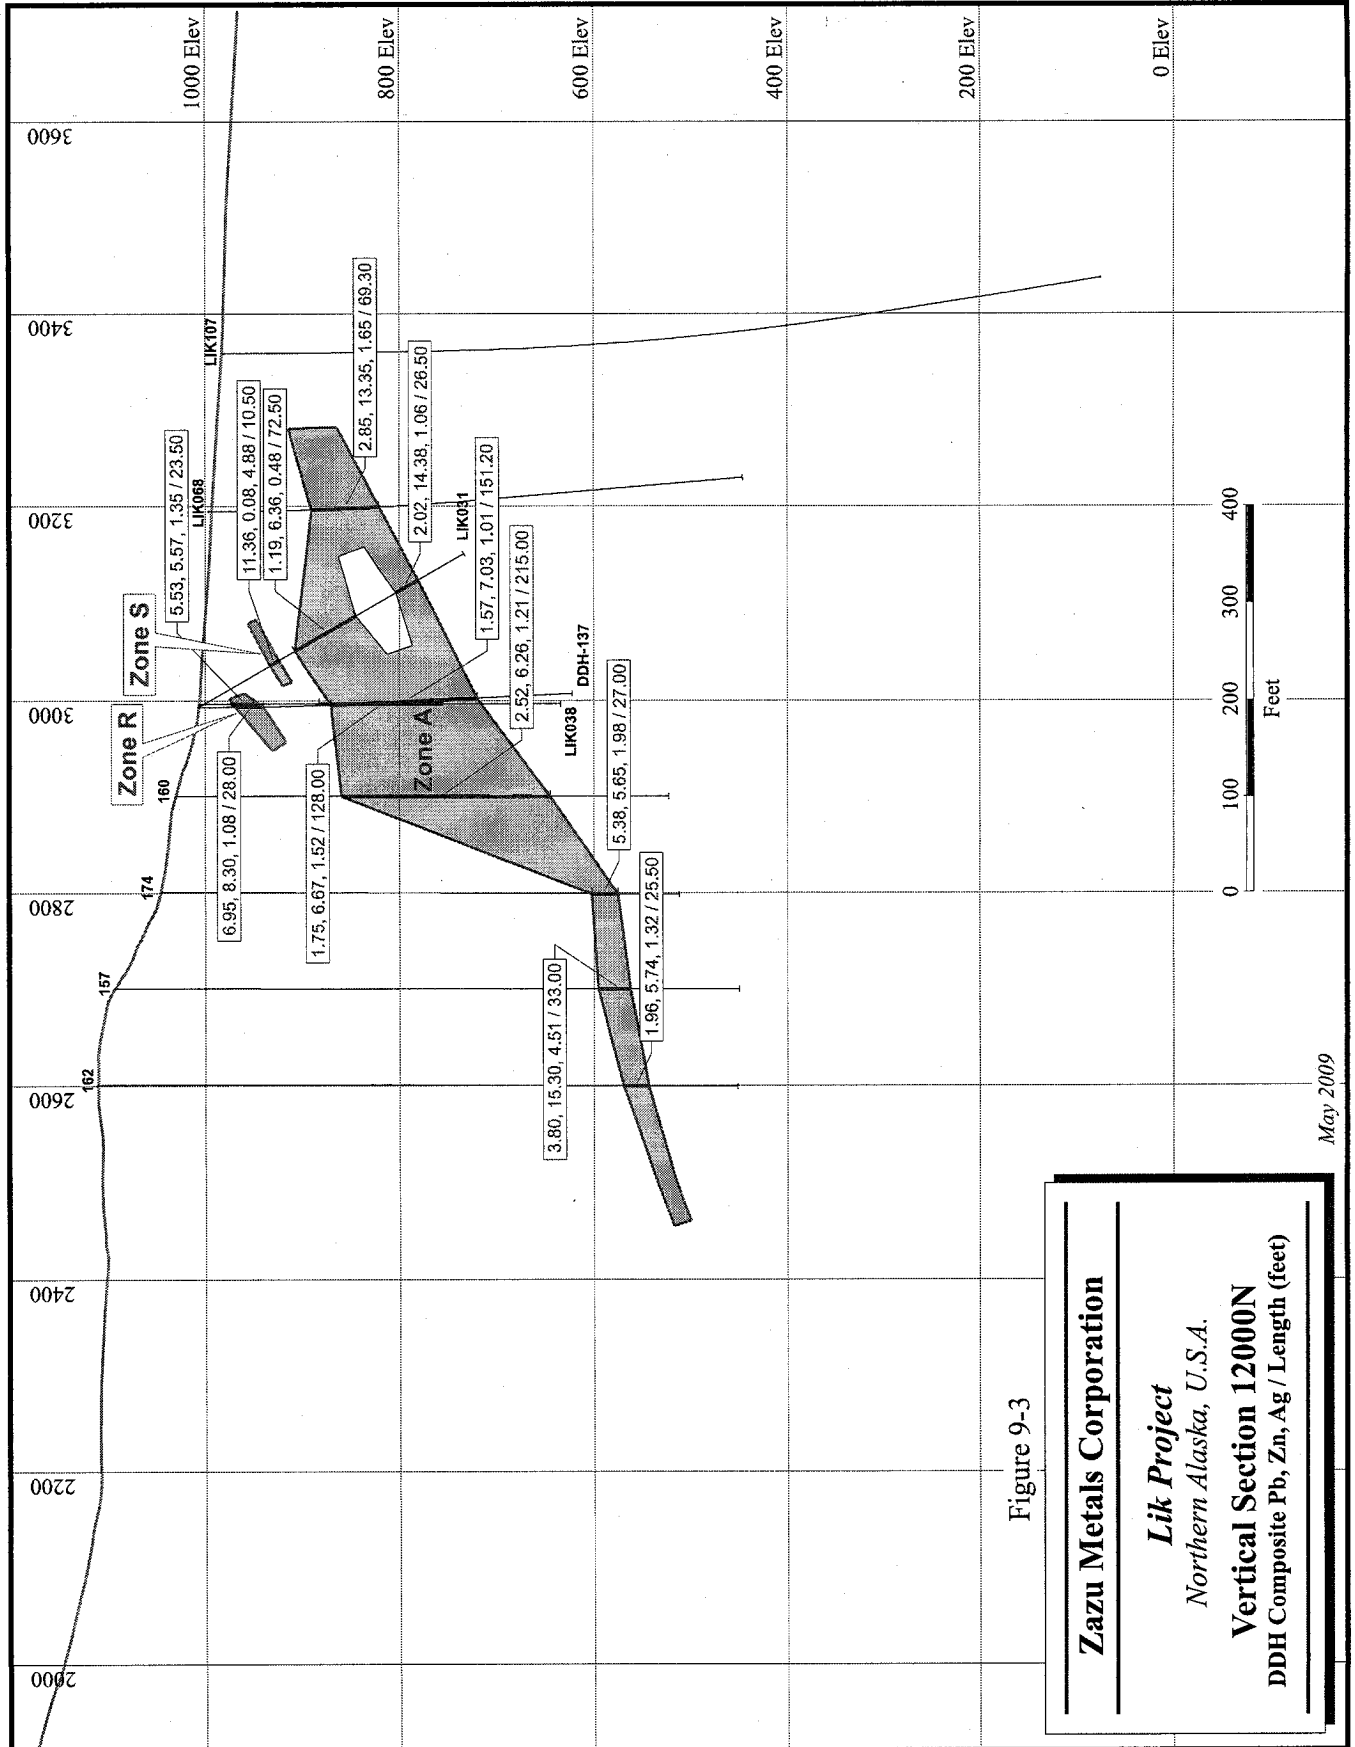 2000
2200
2400
2600
2800
3000
3200
3400
3600
1000 Elev
800 Elev
600 Elev
400 Elev
200 Elev
0 Elev
162
157
174
160
LIK068
LIK107
Zone R
Zone S
5.53, 5.57, 1.35 / 23.50
6.95, 8.30, 1.08 / 28.00
11.36, 0.08, 4.88 / 10.50
1.19, 6.36, 0.48 / 72.50
1.75, 6.67, 1.52 / 128.00
2.85, 13.35, 1.65 / 69.30
Zone A
2.02, 14.38, 1.06 / 26.50
LIK031
1.57, 7.03, 1.01 / 151.20
2.52, 6.26, 1.21 / 215.00
LIK038
DDH-137
3.80, 15.30, 4.51 / 33.00
5.38, 5.65, 1.98 / 27.00
1.96, 5.74, 1.32 / 25.50
0
100
200
300
400
Feet
Figure 9-3
Zazu Metals Corporation
Lik Project
Northern Alaska, U.S.A.
Vertical Section 12000N
DDH Composite Pb, Zn, Ag / Length (feet)
May 2009